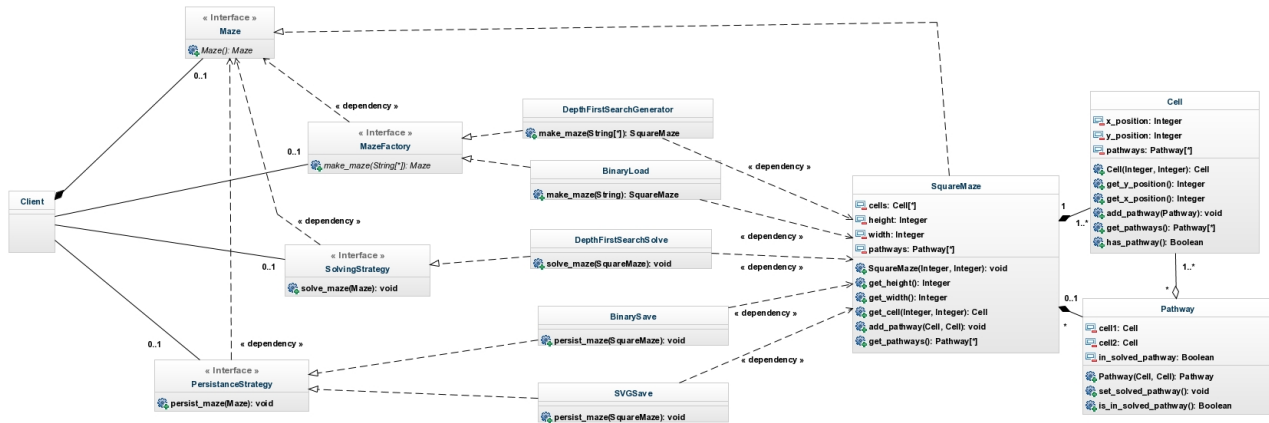 « Interface »
Maze
Maze(): Maze
0..1
« dependency »
« Interface »
MazeFactory
make_maze(String[*]): Maze
0..1
DepthFirstSearchGenerator
make_maze(String[*]): SquareMaze
BinaryLoad
make_maze(String): SquareMaze
« dependency »
Client
« dependency »
« Interface »
SolvingStrategy
solve_maze(Maze): void
0..1
DepthFirstSearchSolve
solve_maze(SquareMaze): void
« dependency »
« dependency »
BinarySave
persist_maze(SquareMaze): void
« dependency »
« dependency »
0..1
« Interface »
PersistanceStrategy
persist_maze(Maze): void
SVGSave
persist_maze(SquareMaze): void
« dependency »
SquareMaze
cells: Cell[*]
height: Integer
width: Integer
pathways: Pathway[*]
SquareMaze(Integer, Integer): void
get_height(): Integer
get_width(): Integer
get_cell(Integer, Integer): Cell
add_pathway(Cell, Cell): void
get_pathways(): Pathway[*]
1
1..*
0..1
*
Cell
x_position: Integer
y_position: Integer
pathways: Pathway[*]
Cell(Integer, Integer): Cell
get_y_position(): Integer
get_x_position(): Integer
add_pathway(Pathway): void
get_pathways(): Pathway[*]
has_pathway(): Boolean
1..*
*
Pathway
cell1: Cell
cell2: Cell
in_solved_pathway: Boolean
Pathway(Cell, Cell): Pathway
set_solved_pathway(): void
is_in_solved_pathway(): Boolean